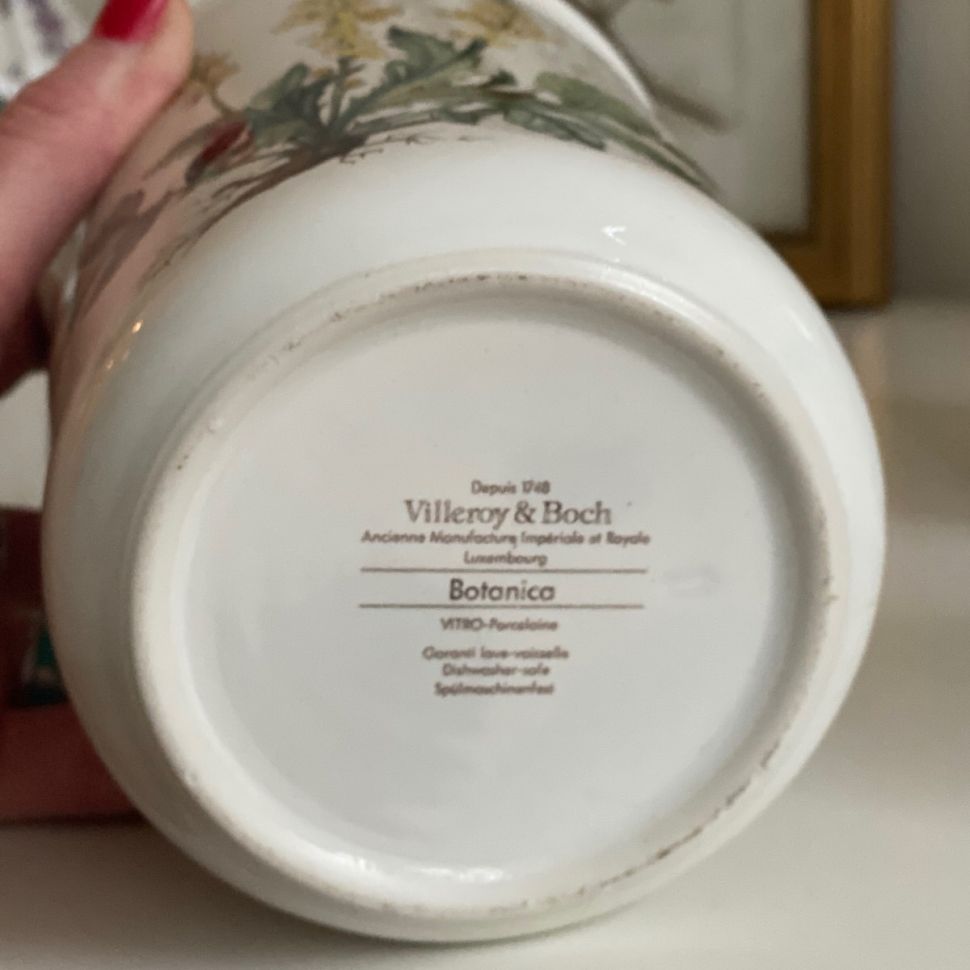 Depuis 1748
Villeroy & Boch
Ancienne Manufacture Impériale et Royale
Luxembourg
Botanica
VITRO-Porcelaine
Garanti lave-vaisselle
Dishwasher-safe
Spülmaschinenfest